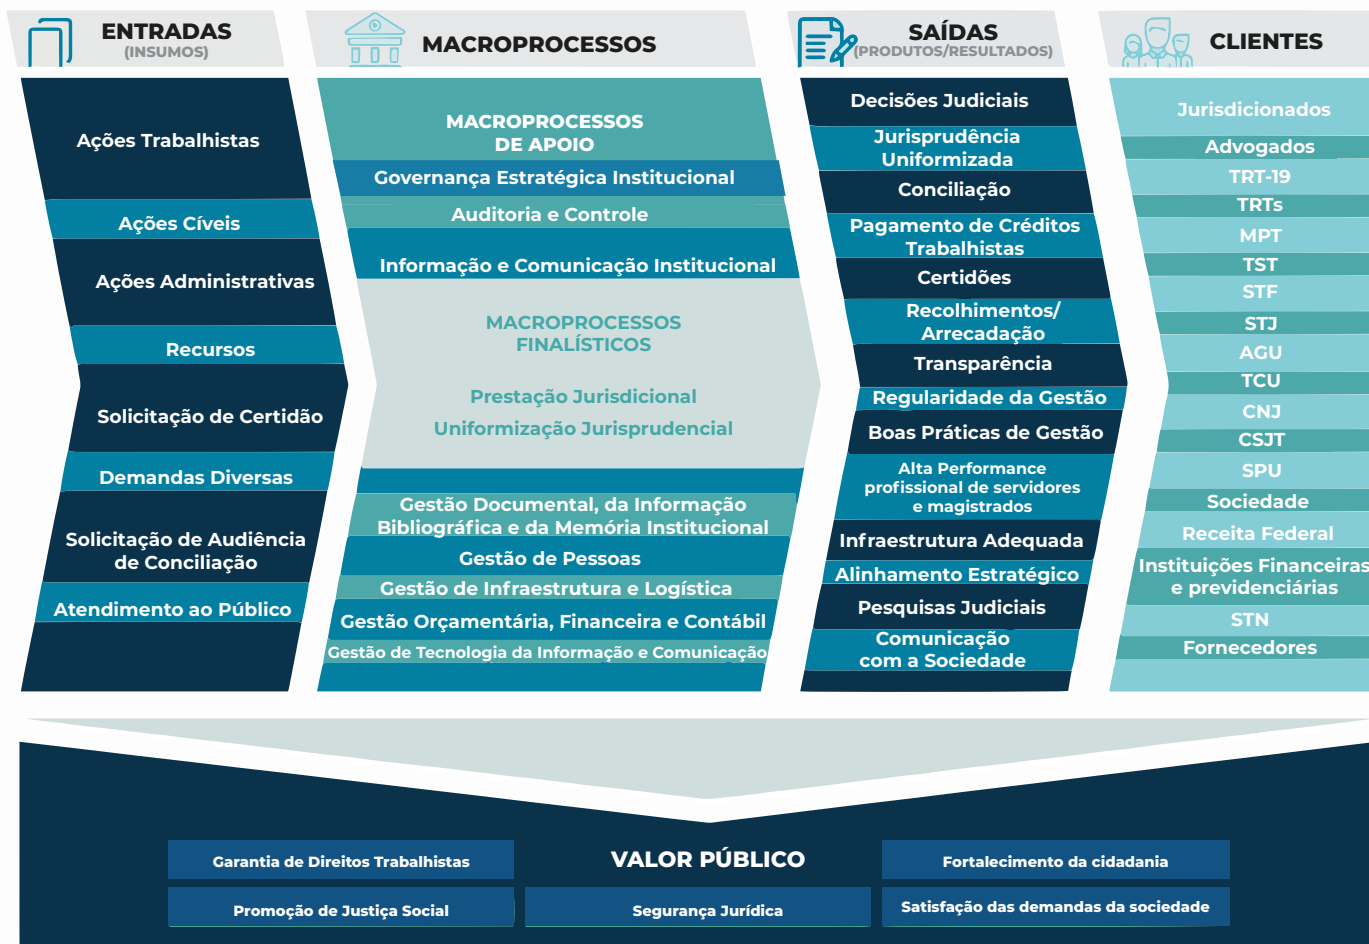 ENTRADAS
(INSUMOS)
Ações Trabalhistas
Ações Cíveis
Ações Administrativas
Recursos
Solicitação de Certidão
Demandas Diversas
Solicitação de Audiência
de Conciliação
Atendimento ao Público
MACROPROCESSOS
MACROPROCESSOS
DE APOIO
Governança Estratégica Institucional
Auditoria e Controle
Informação e Comunicação Institucional
MACROPROCESSOS
FINALÍSTICOS
Prestação Jurisdicional
Uniformização Jurisprudencial
Gestão Documental, da Informação
Bibliográfica e da Memória Institucional
Gestão de Pessoas
Gestão de Infraestrutura e Logística
Gestão Orçamentária, Financeira e Contábil
Gestão de Tecnologia da Informação e Comunicação
SAÍDAS
(PRODUTOS/RESULTADOS)
Decisões Judiciais
Jurisprudência
Uniformizada
Conciliação
Pagamento de Créditos
Trabalhistas
Certidões
Recolhimentos/
Arrecadação
Transparência
Regularidade da Gestão
Boas Práticas de Gestão
Alta Performance
profissional de servidores
e magistrados
Infraestrutura Adequada
Alinhamento Estratégico
Pesquisas Judiciais
Comunicação
com a Sociedade
CLIENTES
Jurisdicionados
Advogados
TRT-19
TRTs
MPT
TST
STF
STJ
AGU
TCU
CNJ
CSJT
SPU
Sociedade
Receita Federal
Instituições Financeiras
e previdenciárias
STN
Fornecedores
VALOR PÚBLICO
Garantia de Direitos Trabalhistas
Fortalecimento da cidadania
Promoção de Justiça Social
Segurança Jurídica
Satisfação das demandas da sociedade